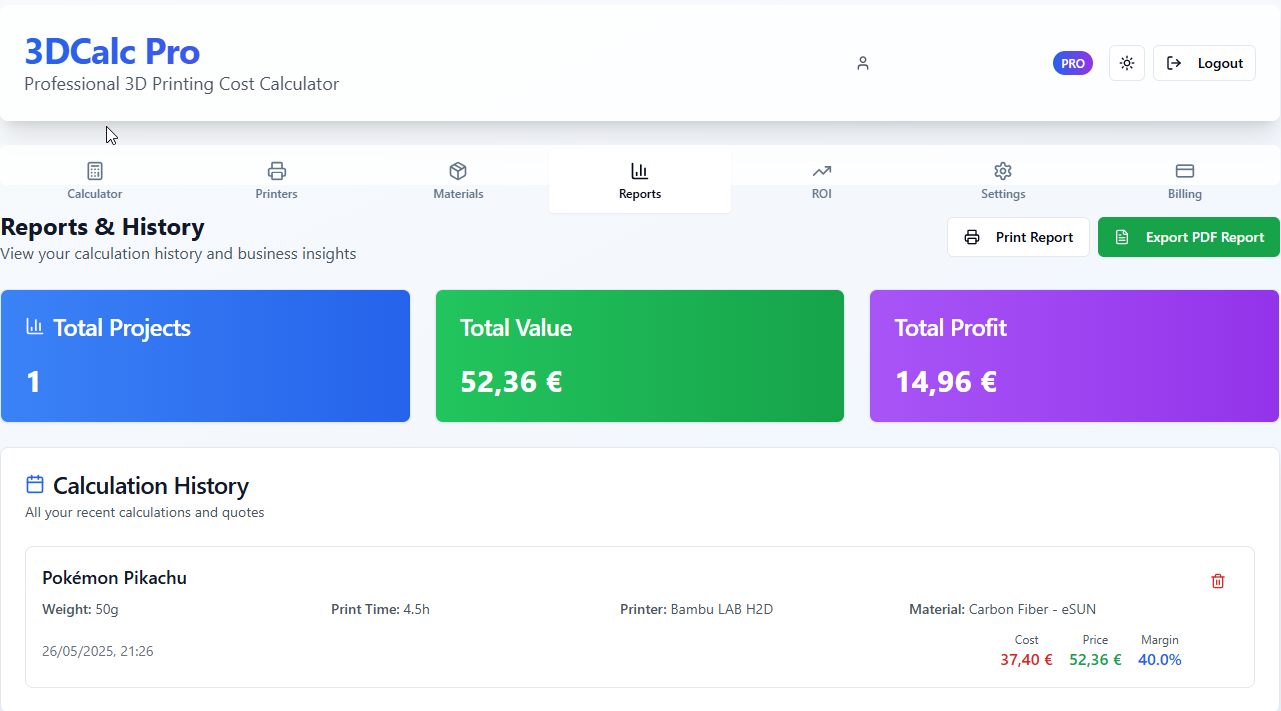 3DCalc Pro
Professional 3D Printing Cost Calculator
PRO
Logout
Calculator
Printers
Materials
Reports
ROI
Settings
Billing
Reports & History
View your calculation history and business insights
Print Report
Export PDF Report
Total Projects
1
Total Value
52,36 €
Total Profit
14,96 €
Calculation History
All your recent calculations and quotes
Pokémon Pikachu
Weight: 50g
Print Time: 4.5h
Printer: Bambu LAB H2D
Material: Carbon Fiber - eSUN
26/05/2025, 21:26
Cost
37,40 €
Price
52,36 €
Margin
40.0%